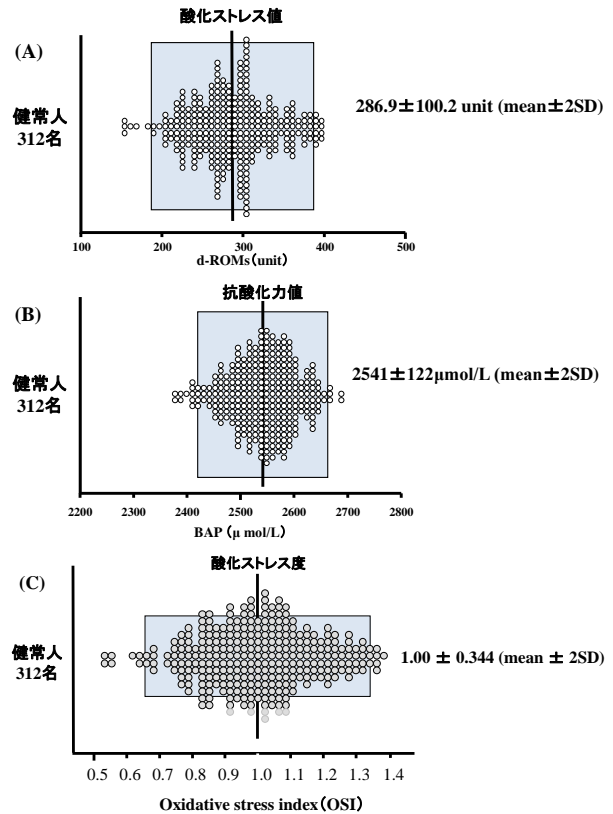 酸化ストレス値
(A)
286.9±100.2 unit (mean±2SD)
健常人
312名
100 200 300 400 500
d-ROMs(unit)
抗酸化力値
(B)
2541±122μmol/L (mean±2SD)
健常人
312名
2200 2300 2400 2500 2600 2700 2800
BAP (μ mol/L)
酸化ストレス度
(C)
健常人
312名
1.00 ± 0.344 (mean ± 2SD)
0.5 0.6 0.7 0.8 0.9 1.0 1.1 1.2 1.3 1.4
Oxidative stress index(OSI)